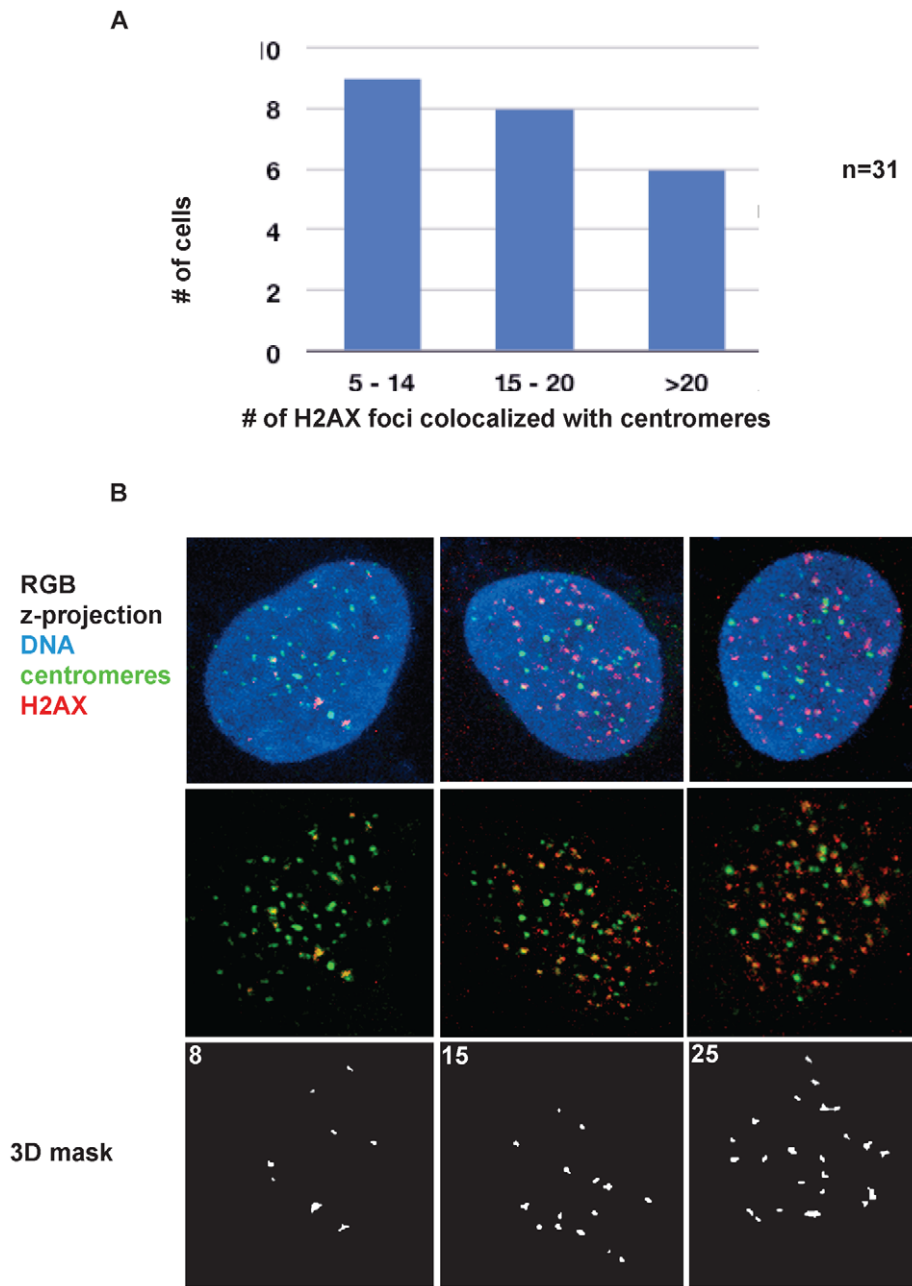 A
10
8
6
4
2
0
# of cells
n=31
5 - 14
15 - 20
>20
# of H2AX foci colocalized with centromeres
B
RGB
z-projection
DNA
centromeres
H2AX
8
15
25
3D mask